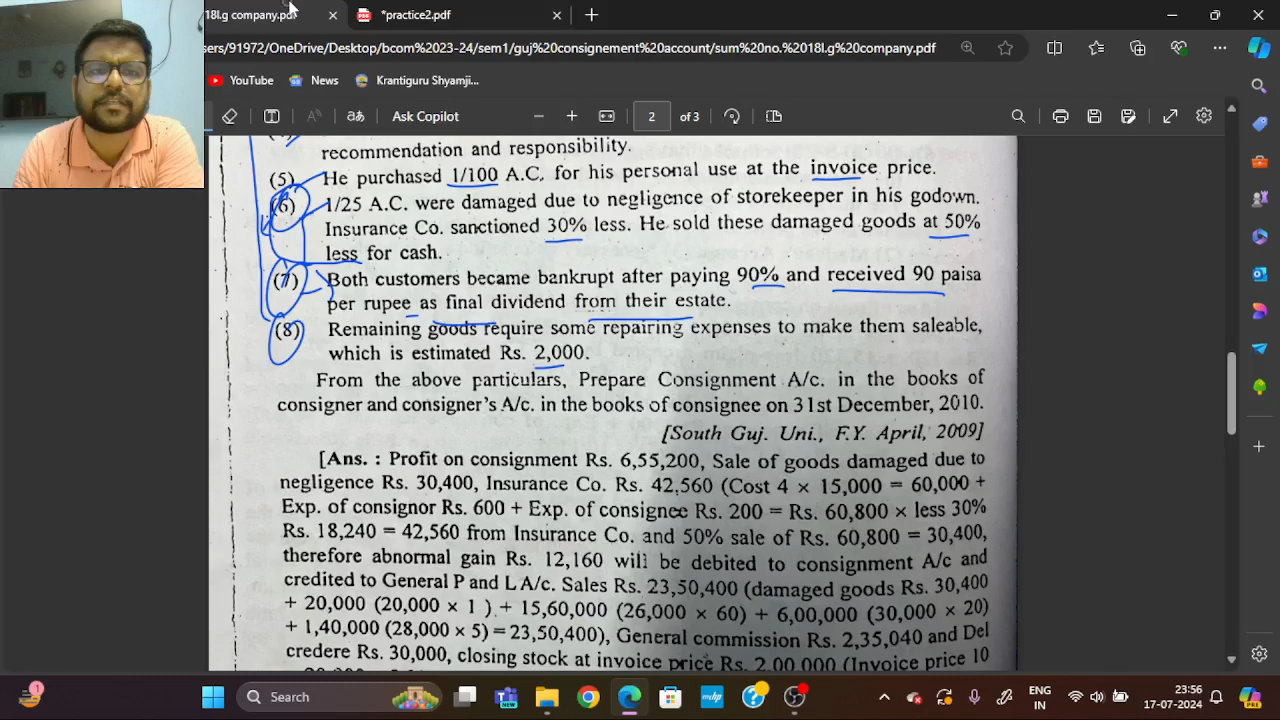 18l.g company.pdf
*practice2.pdf
sers/91972/OneDrive/Desktop/bcom%2023-24/sem1/guj%20consignement%20account/sum%20no.%2018l.g%20company.pdf
YouTube
News
Krantiguru Shyamji...
Ask Copilot
2
of 3
recommendation and responsibility.
(5) He purchased 1/100 A.C. for his personal use at the invoice price.
(6) 1/25 A.C. were damaged due to negligence of storekeeper in his godown.
Insurance Co. sanctioned 30% less. He sold these damaged goods at 50%
less for cash.
(7) Both customers became bankrupt after paying 90% and received 90 paisa
per rupee as final dividend from their estate.
(8) Remaining goods require some repairing expenses to make them saleable,
which is estimated Rs. 2,000.
From the above particulars, Prepare Consignment A/c. in the books of
consigner and consigner's A/c. in the books of consignee on 31st December, 2010.
[South Guj. Uni., F.Y. April, 2009]
[Ans. : Profit on consignment Rs. 6,55,200, Sale of goods damaged due to
negligence Rs. 30,400, Insurance Co. Rs. 42,560 (Cost 4 × 15,000 = 60,000 +
Exp. of consignor Rs. 600 + Exp. of consignee Rs. 200 = Rs. 60,800 × less 30%
Rs. 18,240 = 42,560 from Insurance Co. and 50% sale of Rs. 60,800 = 30,400,
therefore abnormal gain Rs. 12,160 will be debited to consignment A/c and
credited to General P and L A/c. Sales Rs. 23,50,400 (damaged goods Rs. 30,400
+ 20,000 (20,000 × 1 ) + 15,60,000 (26,000 × 60) + 6,00,000 (30,000 × 20)
+ 1,40,000 (28,000 × 5) = 23,50,400), General commission Rs. 2,35,040 and Del
credere Rs. 30,000, closing stock at invoice price Rs. 2,00,000 (Invoice price 10
1
Search
NEW
mdp
ENG
IN
23:56
17-07-2024
PRE